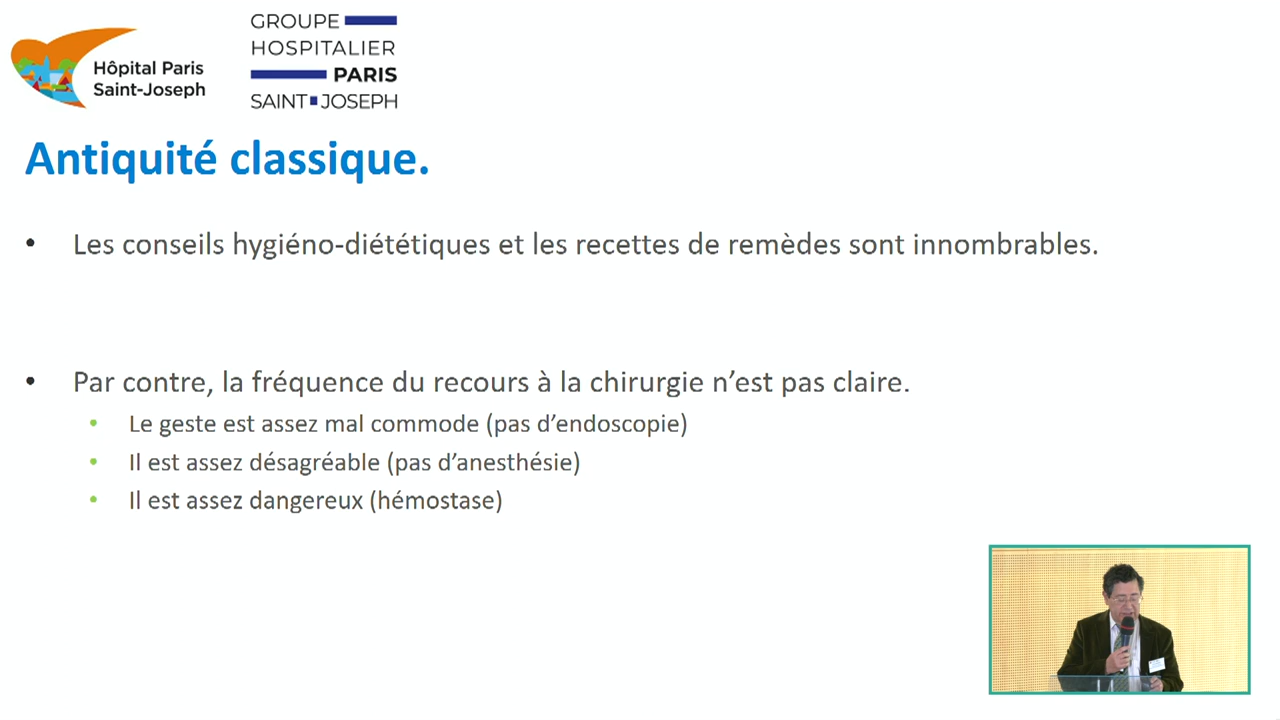 Hôpital Paris
Saint-Joseph
GROUPE
HOSPITALIER
PARIS
SAINT JOSEPH
Antiquité classique.
• Les conseils hygiéno-diététiques et les recettes de remèdes sont innombrables.
• Par contre, la fréquence du recours à la chirurgie n’est pas claire.
• Le geste est assez mal commode (pas d’endoscopie)
• Il est assez désagréable (pas d’anesthésie)
• Il est assez dangereux (hémostase)